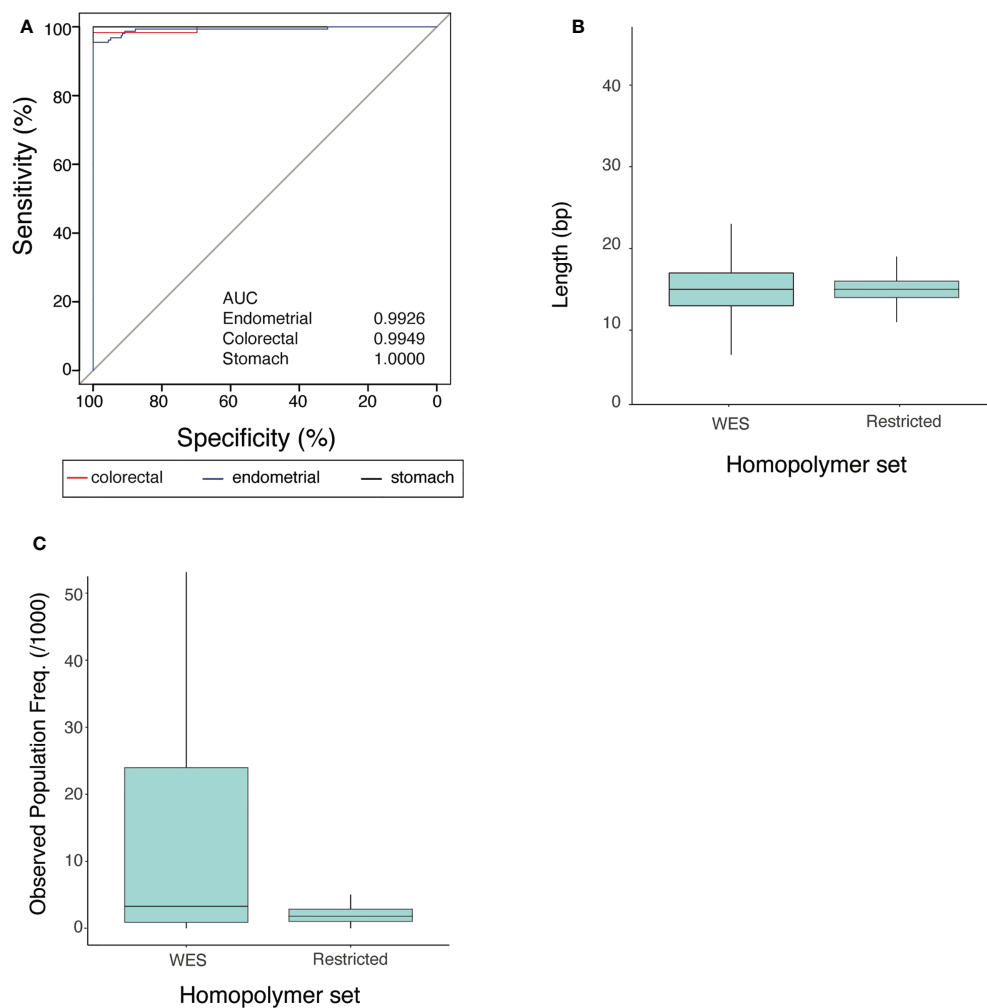 A
100
80
60
40
20
0
Sensitivity (%)
AUC
Endometrial 0.9926
Colorectal 0.9949
Stomach 1.0000
100 80 60 40 20 0
Specificity (%)
colorectal endometrial stomach
B
40
30
20
10
0
Length (bp)
WES Restricted
Homopolymer set
C
50
40
30
20
10
0
Observed Population Freq. (/1000)
WES Restricted
Homopolymer set